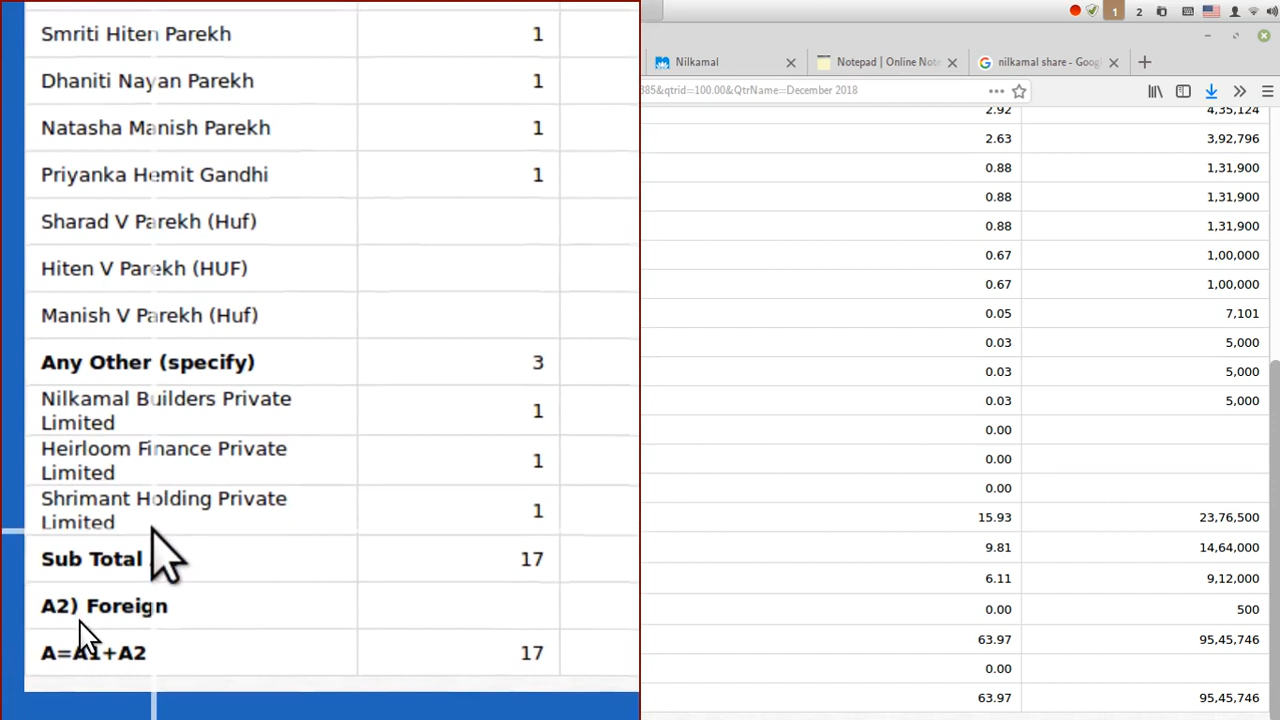 1
2
Nilkamal
Notepad | Online Note
nilkamal share - Goog
385&qtrid=100.00&QtrName=December 2018
Smriti Hiten Parekh 1
Dhaniti Nayan Parekh 1
Natasha Manish Parekh 1
Priyanka Hemit Gandhi 1
Sharad V Parekh (Huf)
Hiten V Parekh (HUF)
Manish V Parekh (Huf)
Any Other (specify) 3
Nilkamal Builders Private
Limited
1
Heirloom Finance Private
Limited
1
Shrimant Holding Private
Limited
1
Sub Total 17
A2) Foreign
A=A1+A2 17
2.92 4,35,124
2.63 3,92,796
0.88 1,31,900
0.88 1,31,900
0.88 1,31,900
0.67 1,00,000
0.67 1,00,000
0.05 7,101
0.03 5,000
0.03 5,000
0.03 5,000
0.00
0.00
0.00
15.93 23,76,500
9.81 14,64,000
6.11 9,12,000
0.00 500
63.97 95,45,746
0.00
63.97 95,45,746